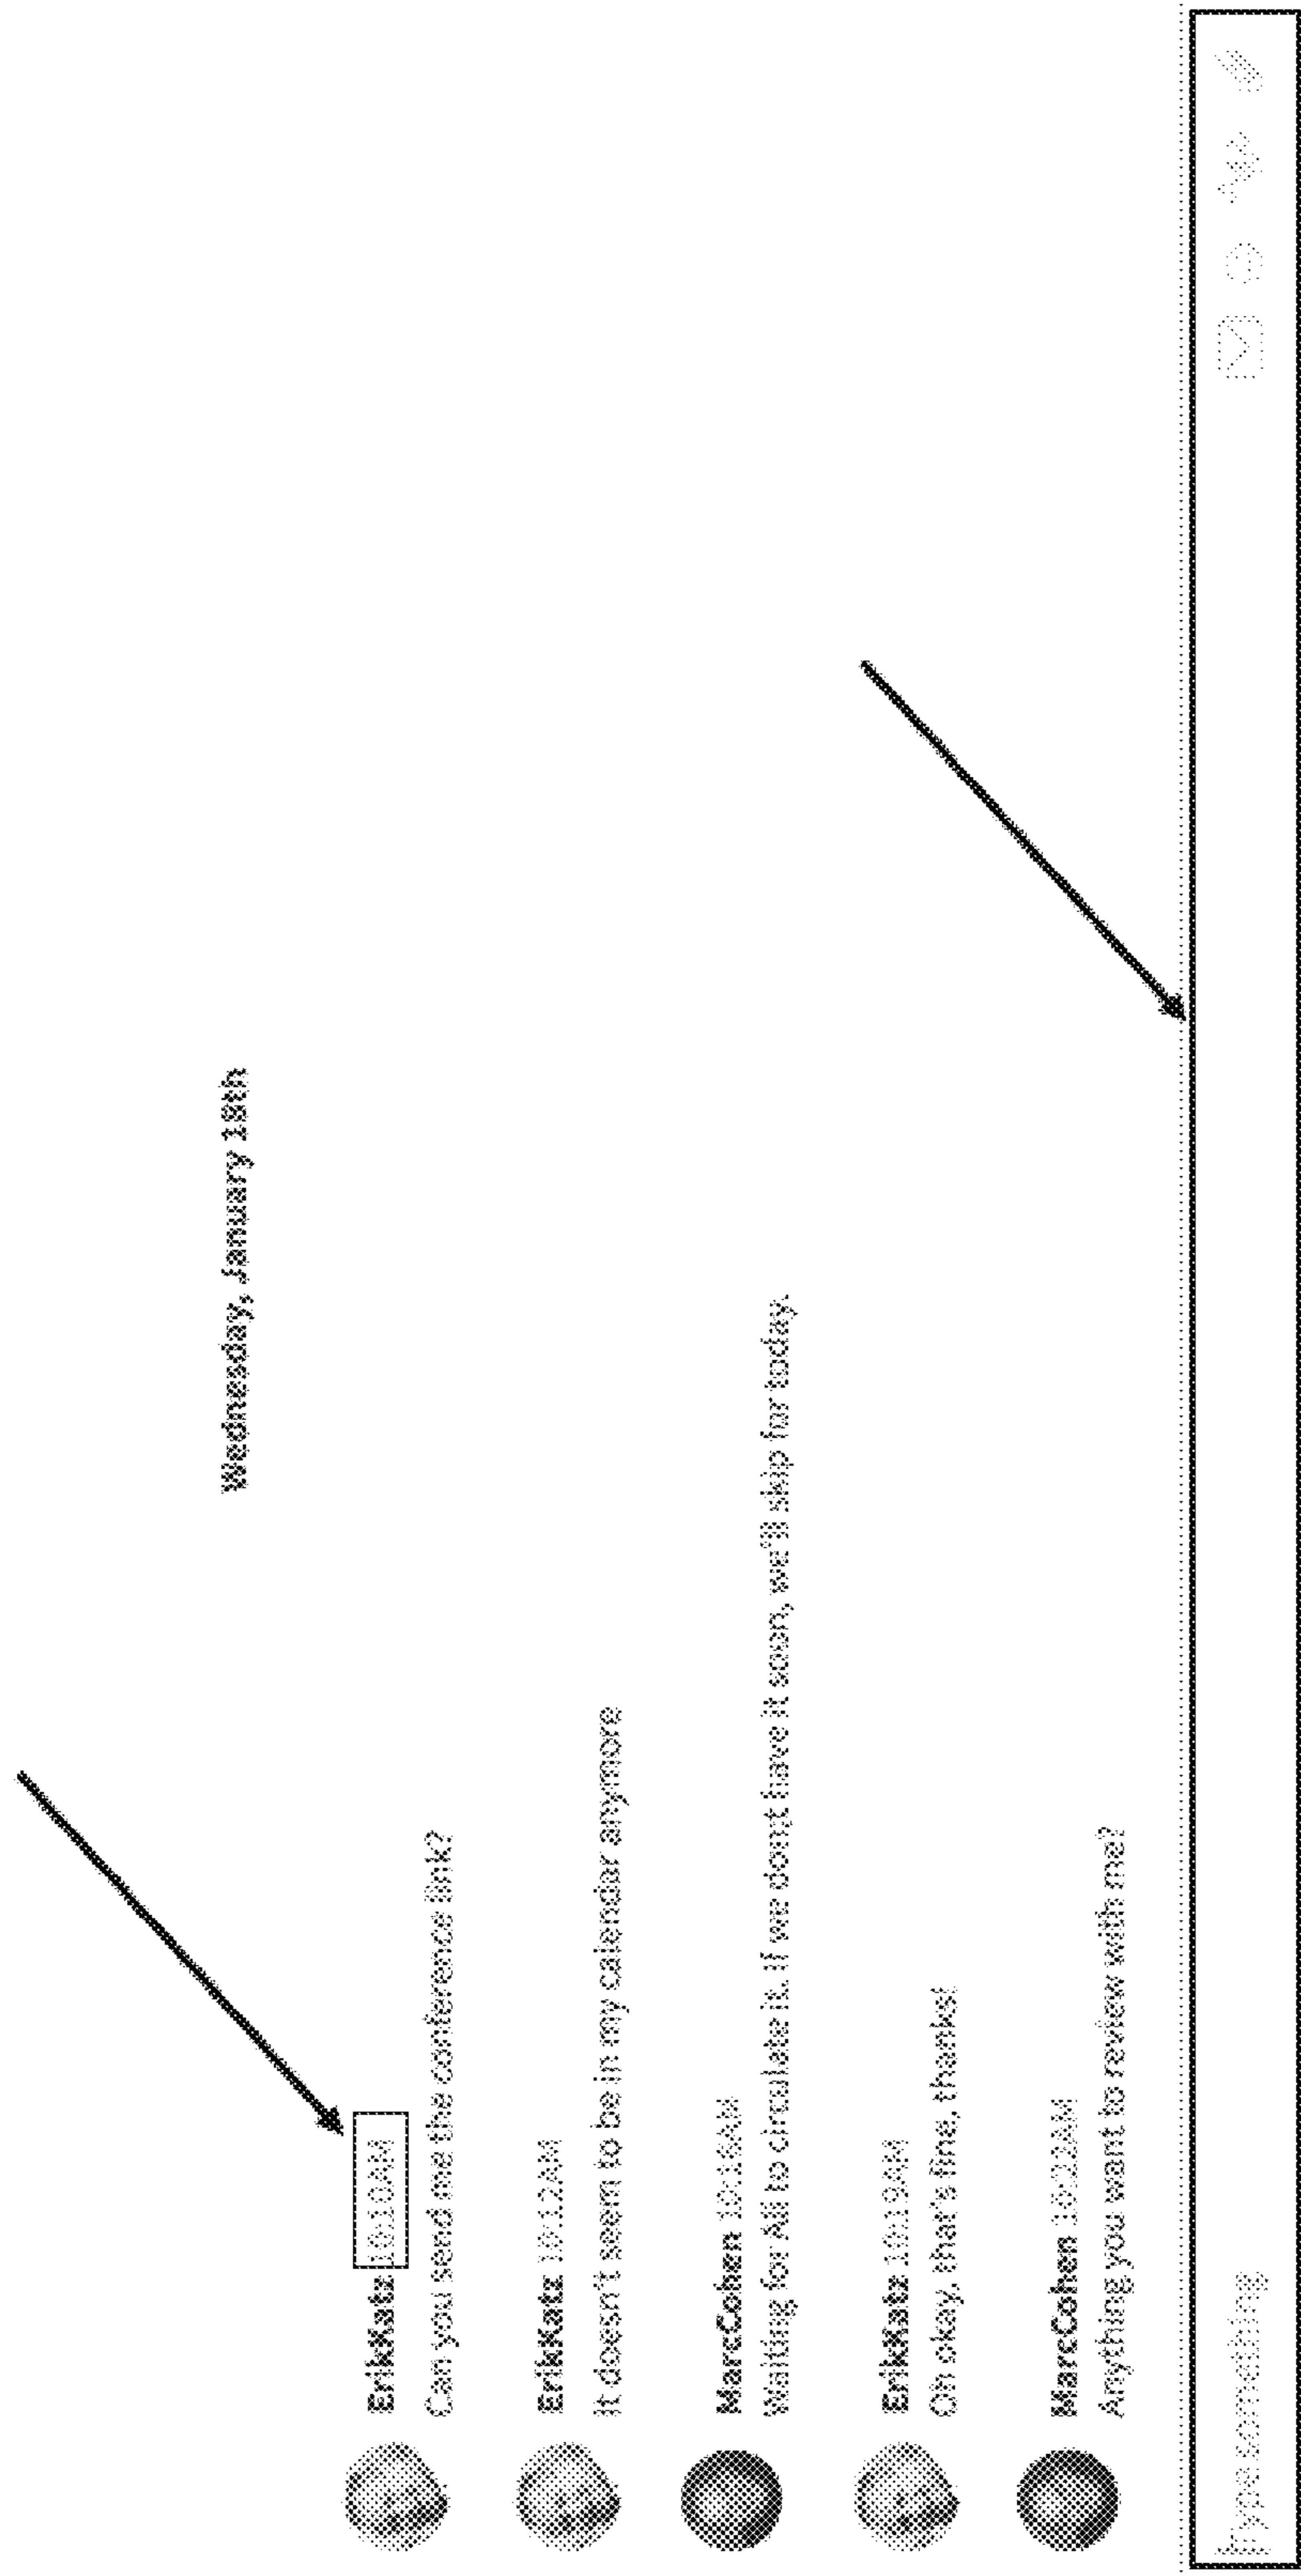 Wednesday, January 18th
ErikKatz 10:10AM
Can you send me the conference link?
ErikKatz 10:12AM
It doesn't seem to be in my calendar anymore
MarcCohen 10:18AM
Waiting for Ali to circulate it. If we dont have it soon, we'll skip for today.
ErikKatz 10:19AM
Oh okay, that's fine, thanks!
MarcCohen 10:22AM
Anything you want to review with me?
Type something